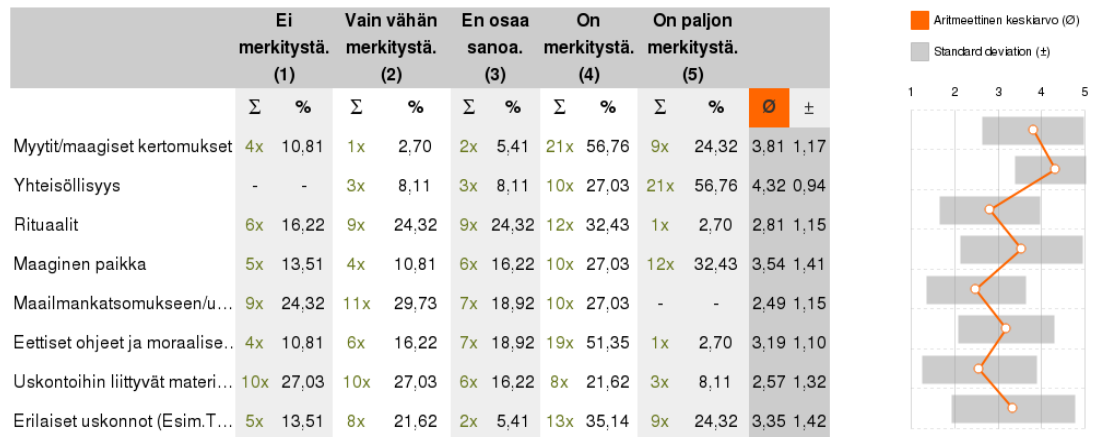 Ei merkitystä. (1) Vain vähän merkitystä. (2) En osaa sanoa. (3) On merkitystä. (4) On paljon merkitystä. (5)
Σ % Σ % Σ % Σ % Σ % Ø ±
Myytit/maagiset kertomukset 4x 10,81 1x 2,70 2x 5,41 21x 56,76 9x 24,32 3,81 1,17
Yhteisöllisyys - - 3x 8,11 3x 8,11 10x 27,03 21x 56,76 4,32 0,94
Rituaalit 6x 16,22 9x 24,32 9x 24,32 12x 32,43 1x 2,70 2,81 1,15
Maaginen paikka 5x 13,51 4x 10,81 6x 16,22 10x 27,03 12x 32,43 3,54 1,41
Maailmankatsomukseen/u... 9x 24,32 11x 29,73 7x 18,92 10x 27,03 - - 2,49 1,15
Eettiset ohjeet ja moraalise... 4x 10,81 6x 16,22 7x 18,92 19x 51,35 1x 2,70 3,19 1,10
Uskontoihin liittyvät materi... 10x 27,03 10x 27,03 6x 16,22 8x 21,62 3x 8,11 2,57 1,32
Erilaiset uskonnot (Esim.T... 5x 13,51 8x 21,62 2x 5,41 13x 35,14 9x 24,32 3,35 1,42
Aritmeettinen keskiarvo (Ø)
Standard deviation (±)
1 2 3 4 5